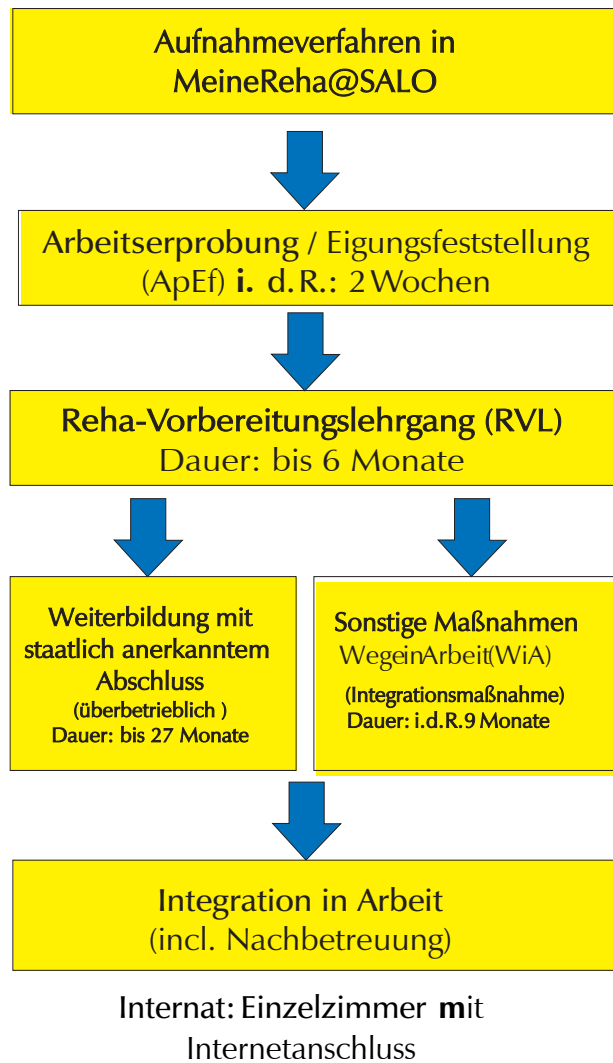 Aufnahmeverfahren in
MeineReha@SALO
Arbeitserprobung / Eigungsfeststellung
(ApEf) i. d.R.: 2 Wochen
Reha-Vorbereitungslehrgang (RVL)
Dauer: bis 6 Monate
Weiterbildung mit
staatlich anerkanntem
Abschluss
(überbetrieblich )
Dauer: bis 27 Monate
Sonstige Maßnahmen
WegeinArbeit(WiA)
(Integrationsmaßnahme)
Dauer: i.d.R.9 Monate
Integration in Arbeit
(incl. Nachbetreuung)
Internat: Einzelzimmer mit
Internetanschluss